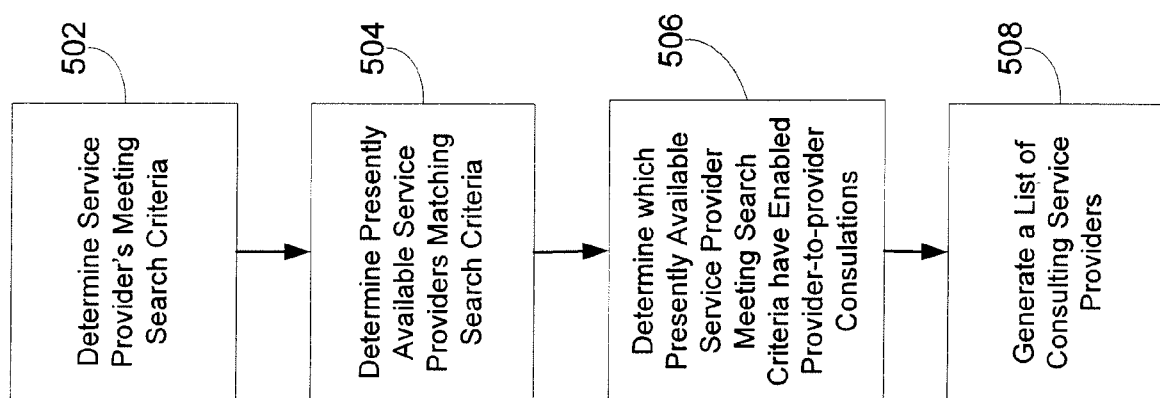 502
Determine Service
Provider's Meeting
Search Criteria
504
Determine Presently
Available Service
Providers Matching
Search Criteria
506
Determine which
Presently Available
Service Provider
Meeting Search
Criteria have Enabled
Provider-to-provider
Consulations
508
Generate a List of
Consulting Service
Providers